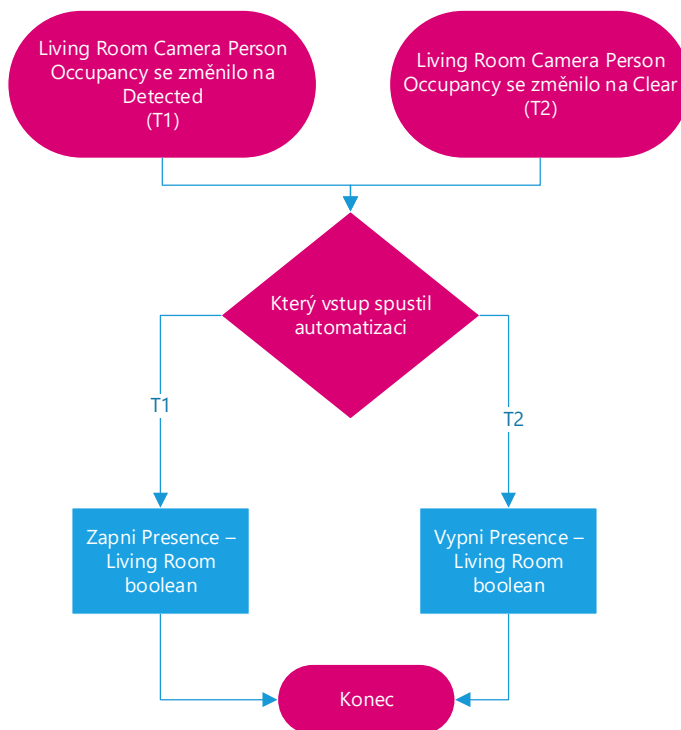 Living Room Camera Person
Occupancy se změnilo na
Detected
(T1)
Living Room Camera Person
Occupancy se změnilo na Clear
(T2)
Který vstup spustil
automatizaci
T1
T2
Zapni Presence –
Living Room
boolean
Vypni Presence –
Living Room
boolean
Konec